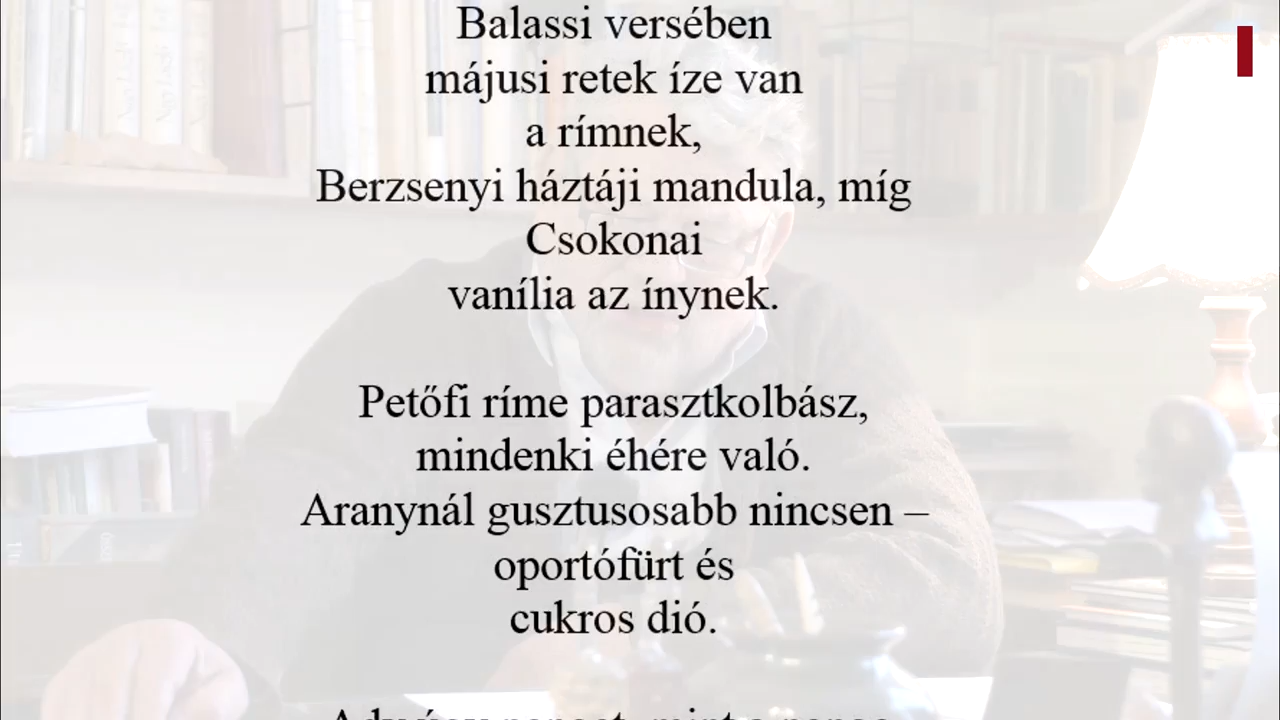 Balassi versében
májusi retek íze van
a rímnek,
Berzsenyi háztáji mandula, míg
Csokonai
vanília az ínynek.
Petőfi ríme parasztkolbász,
mindenki éhére való.
Aranynál gusztusosabb nincsen –
oportófürt és
cukros dió.